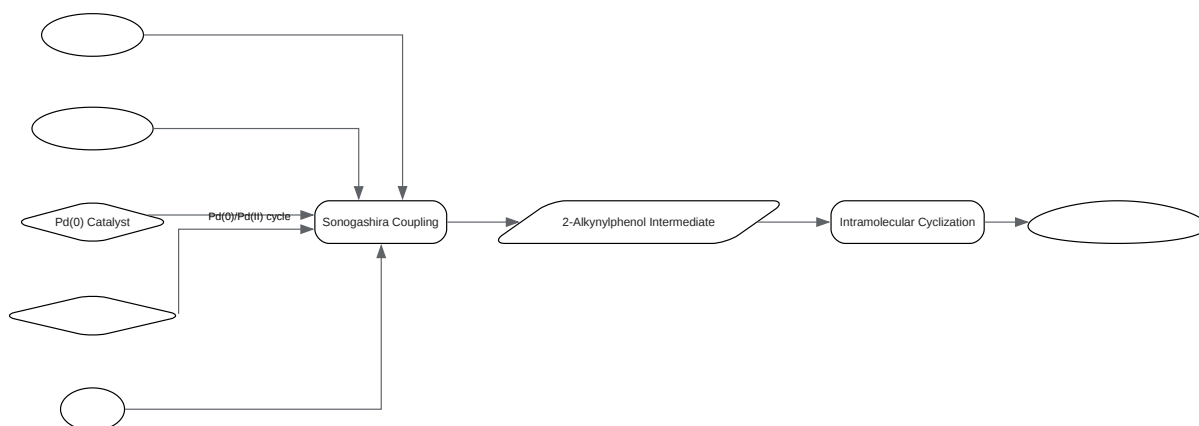 Pd(0) Catalyst
Pd(0)/Pd(II) cycle
Sonogashira Coupling
2-Alkynylphenol Intermediate
Intramolecular Cyclization